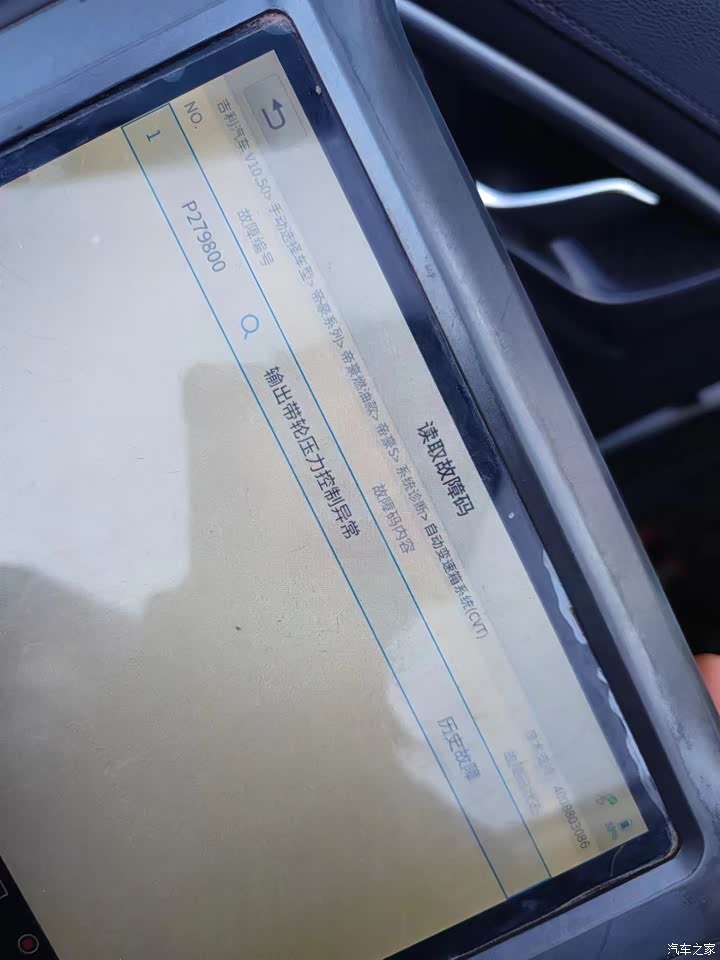 读取故障码
吉利汽车 V10.50> 手动选择车型> 帝豪系列> 帝豪燃油款> 帝豪S> 系统诊断> 自动变速箱系统(CVT)
NO. 故障编号 故障码内容
1 P279800 输出带轮压力控制异常 历史故障
汽车之家